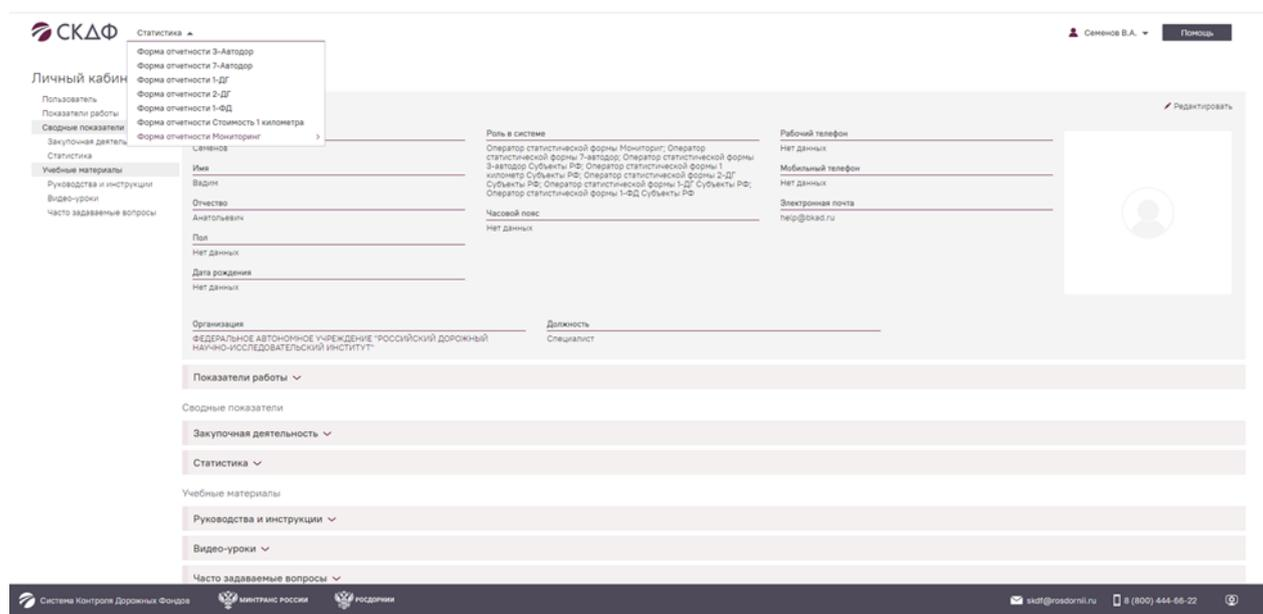 СКДФ
Статистика
Семенов В.А.
Помощь
Форма отчетности 3-Автодор
Форма отчетности 7-Автодор
Форма отчетности 1-ДГ
Форма отчетности 2-ДГ
Форма отчетности 1-ФД
Форма отчетности Стоимость 1 километра
Форма отчетности Мониторинг
Личный кабин
Пользователь
Показатели работы
Сводные показатели
Закупочная деятель
Статистика
Учебные материалы
Руководства и инструкции
Видео-уроки
Часто задаваемые вопросы
Редактировать
Семенов
Имя
Вадим
Отчество
Анатольевич
Пол
Нет данных
Дата рождения
Нет данных
Роль в системе
Оператор статистической формы Мониториг; Оператор
статистической формы 7-автодор; Оператор статистической формы
3-автодор Субъекты РФ; Оператор статистической формы 1
километр Субъекты РФ; Оператор статистической формы 2-ДГ
Субъекты РФ; Оператор статистической формы 1-ДГ Субъекты РФ;
Оператор статистической формы 1-ФД Субъекты РФ
Часовой пояс
Нет данных
Рабочий телефон
Нет данных
Мобильный телефон
Нет данных
Электронная почта
help@bkad.ru
Организация
ФЕДЕРАЛЬНОЕ АВТОНОМНОЕ УЧРЕЖДЕНИЕ "РОССИЙСКИЙ ДОРОЖНЫЙ
НАУЧНО-ИССЛЕДОВАТЕЛЬСКИЙ ИНСТИТУТ"
Должность
Специалист
Показатели работы
Сводные показатели
Закупочная деятельность
Статистика
Учебные материалы
Руководства и инструкции
Видео-уроки
Часто задаваемые вопросы
Система Контроля Дорожных Фондов
МИНТРАНС РОССИИ
РОСДОРНИИ
skdf@rosdornii.ru
8 (800) 444-66-22